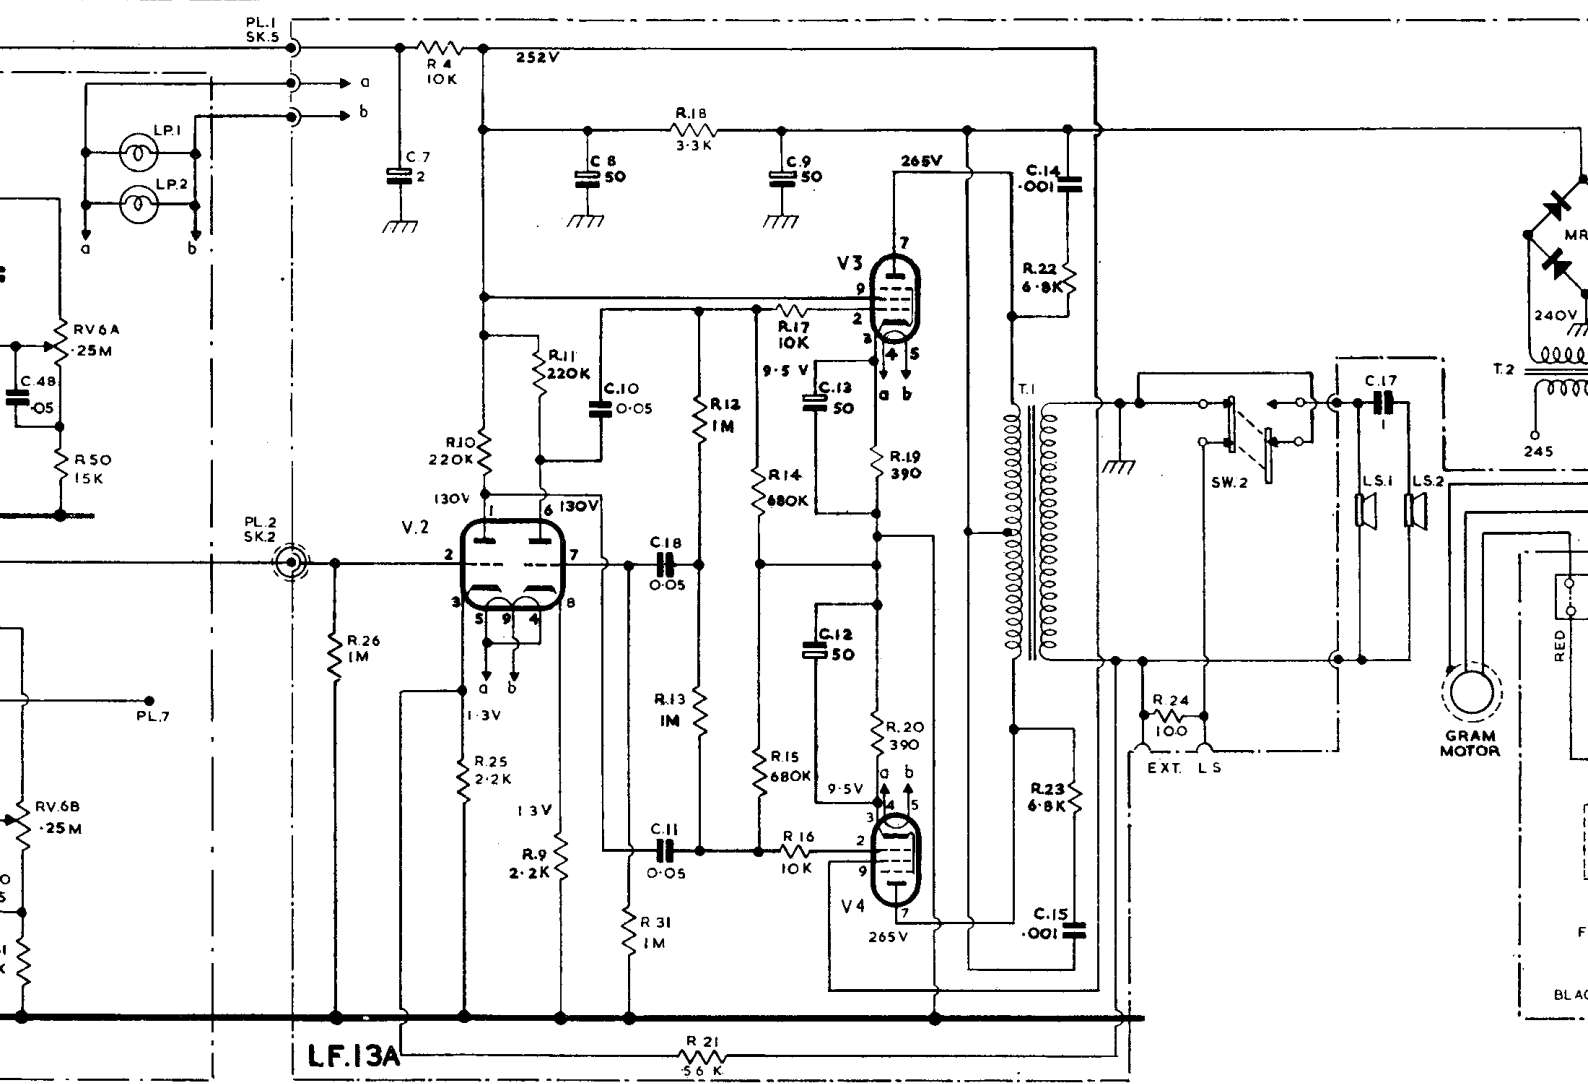 PL.1
SK.5
R 4
10K
252V
a
b
LP.1
LP.2
a
b
C.7
2
C 8
50
R.18
3·3K
C.9
50
265V
C.14
·001
R.22
6·8K
V3
7
9
2
3
4
5
a
b
R.17
10K
9·5 V
C.13
50
R.19
390
RV6A
·25M
C.48
·05
R.50
15K
R.11
220K
C.10
0·05
R.10
220K
R.12
1M
R.14
680K
130V
130V
1
6
V.2
2
7
3
8
5
9
4
a
b
PL.2
SK.2
C.18
0·05
T.1
SW.2
C.17
1
L.S.1
L.S.2
MR
240V
T.2
245
RED
R.26
1M
1·3V
R.25
2·2K
PL.7
RV.6B
·25M
R.13
1M
R.15
680K
C.12
50
R.20
390
9·5V
a
b
4
5
3
2
9
7
V4
265V
R.23
6·8K
C.15
·001
R.24
100
EXT. L S
GRAM
MOTOR
1 3V
R.9
2·2K
C.11
0·05
R 16
10K
R 31
1M
LF.13A
R 21
56 K
F
BLAC